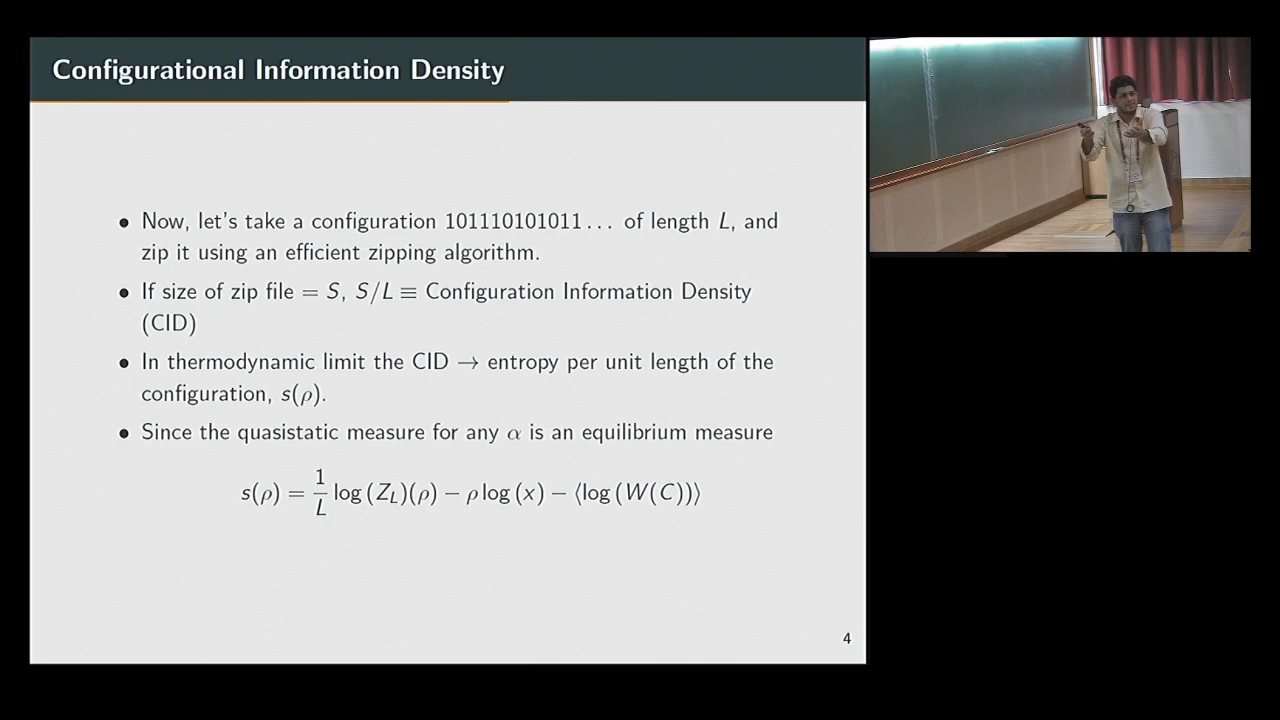 Configurational Information Density
• Now, let's take a configuration 101110101011... of length L, and
zip it using an efficient zipping algorithm.
• If size of zip file = S, S/L ≡ Configuration Information Density
(CID)
• In thermodynamic limit the CID → entropy per unit length of the
configuration, s(ρ).
• Since the quasistatic measure for any α is an equilibrium measure
s(ρ) = 1/L log (Z_L)(ρ) − ρ log (x) − ⟨log (W(C))⟩
4